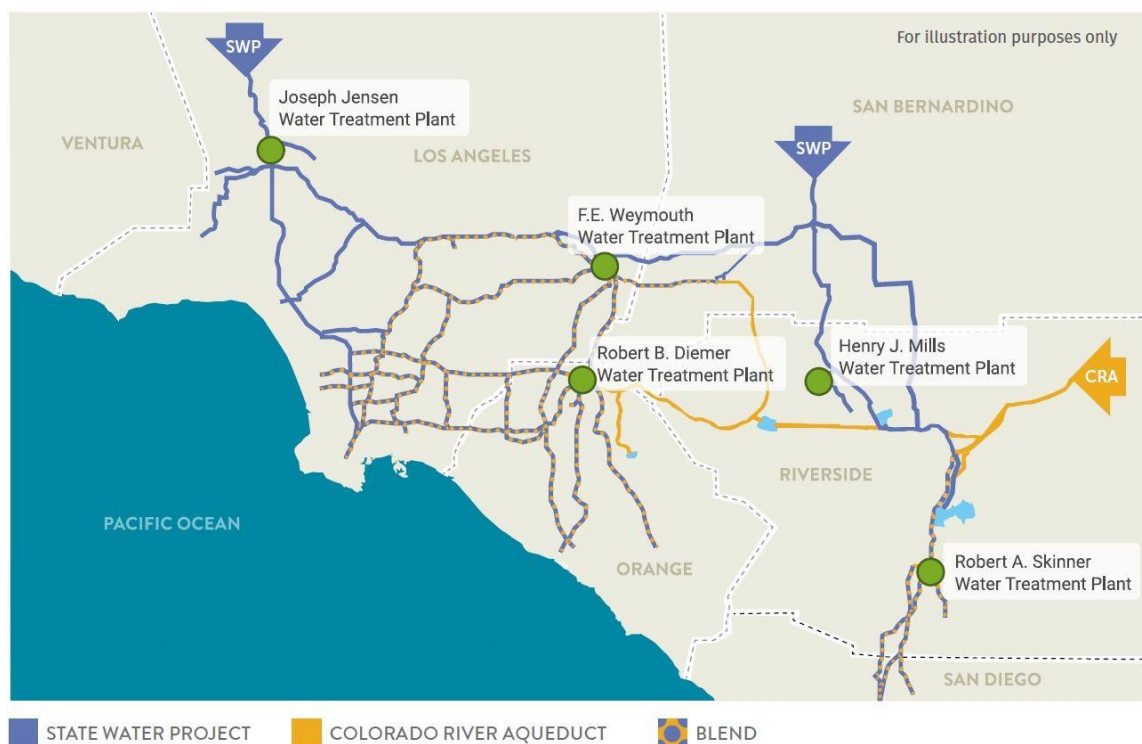 For illustration purposes only
SWP
Joseph Jensen
Water Treatment Plant
SAN BERNARDINO
VENTURA
LOS ANGELES
SWP
F.E. Weymouth
Water Treatment Plant
Robert B. Diemer
Water Treatment Plant
Henry J. Mills
Water Treatment Plant
CRA
RIVERSIDE
PACIFIC OCEAN
ORANGE
Robert A. Skinner
Water Treatment Plant
SAN DIEGO
STATE WATER PROJECT
COLORADO RIVER AQUEDUCT
BLEND